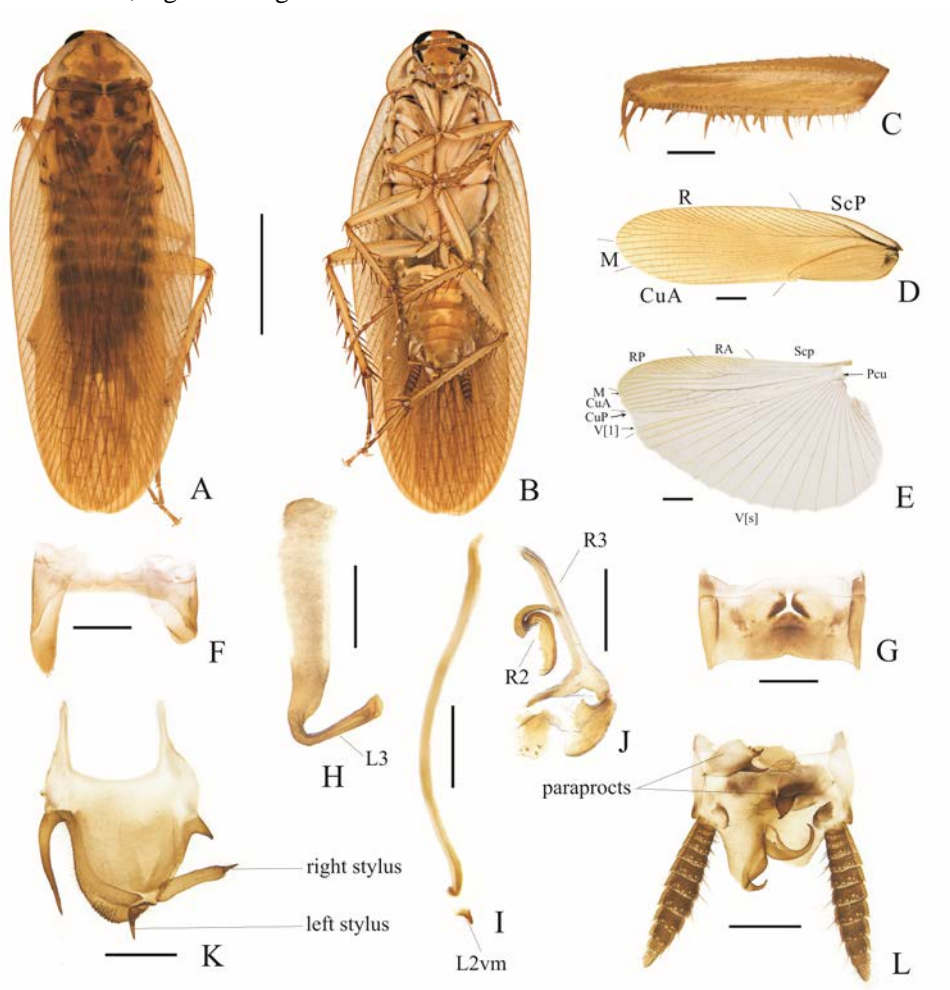 C
R
ScP
M
CuA
D
RP
RA
Scp
Pcu
M
CuA
CuP
V[1]
V[s]
E
A
B
F
H
L3
I
L2vm
R3
R2
J
G
K
right stylus
left stylus
paraprocts
L